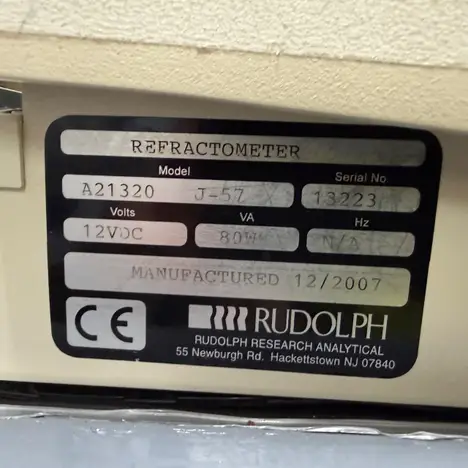 REFRACTOMETER
Model Serial No.
A21320 J-57 13223
Volts VA Hz
12VDC 80W N/A
MANUFACTURED 12/2007
CE RUDOLPH
RUDOLPH RESEARCH ANALYTICAL
55 Newburgh Rd. Hackettstown NJ 07840